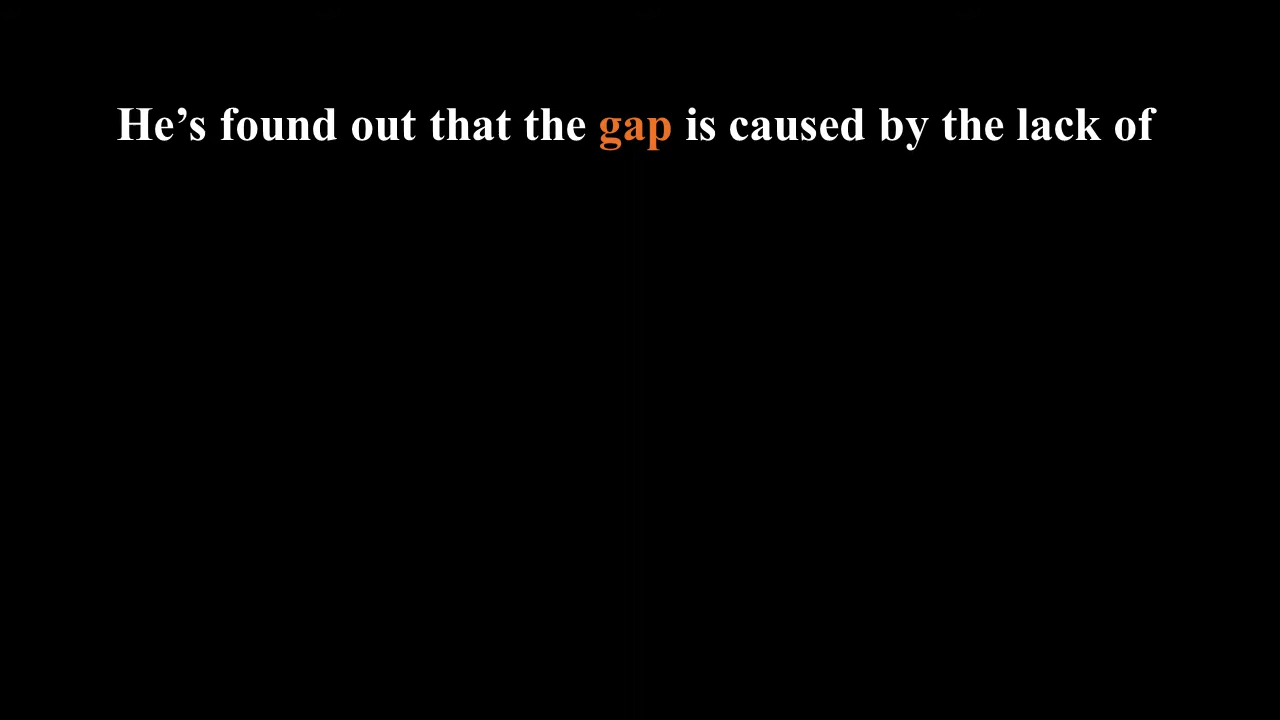 He’s found out that the gap is caused by the lack of